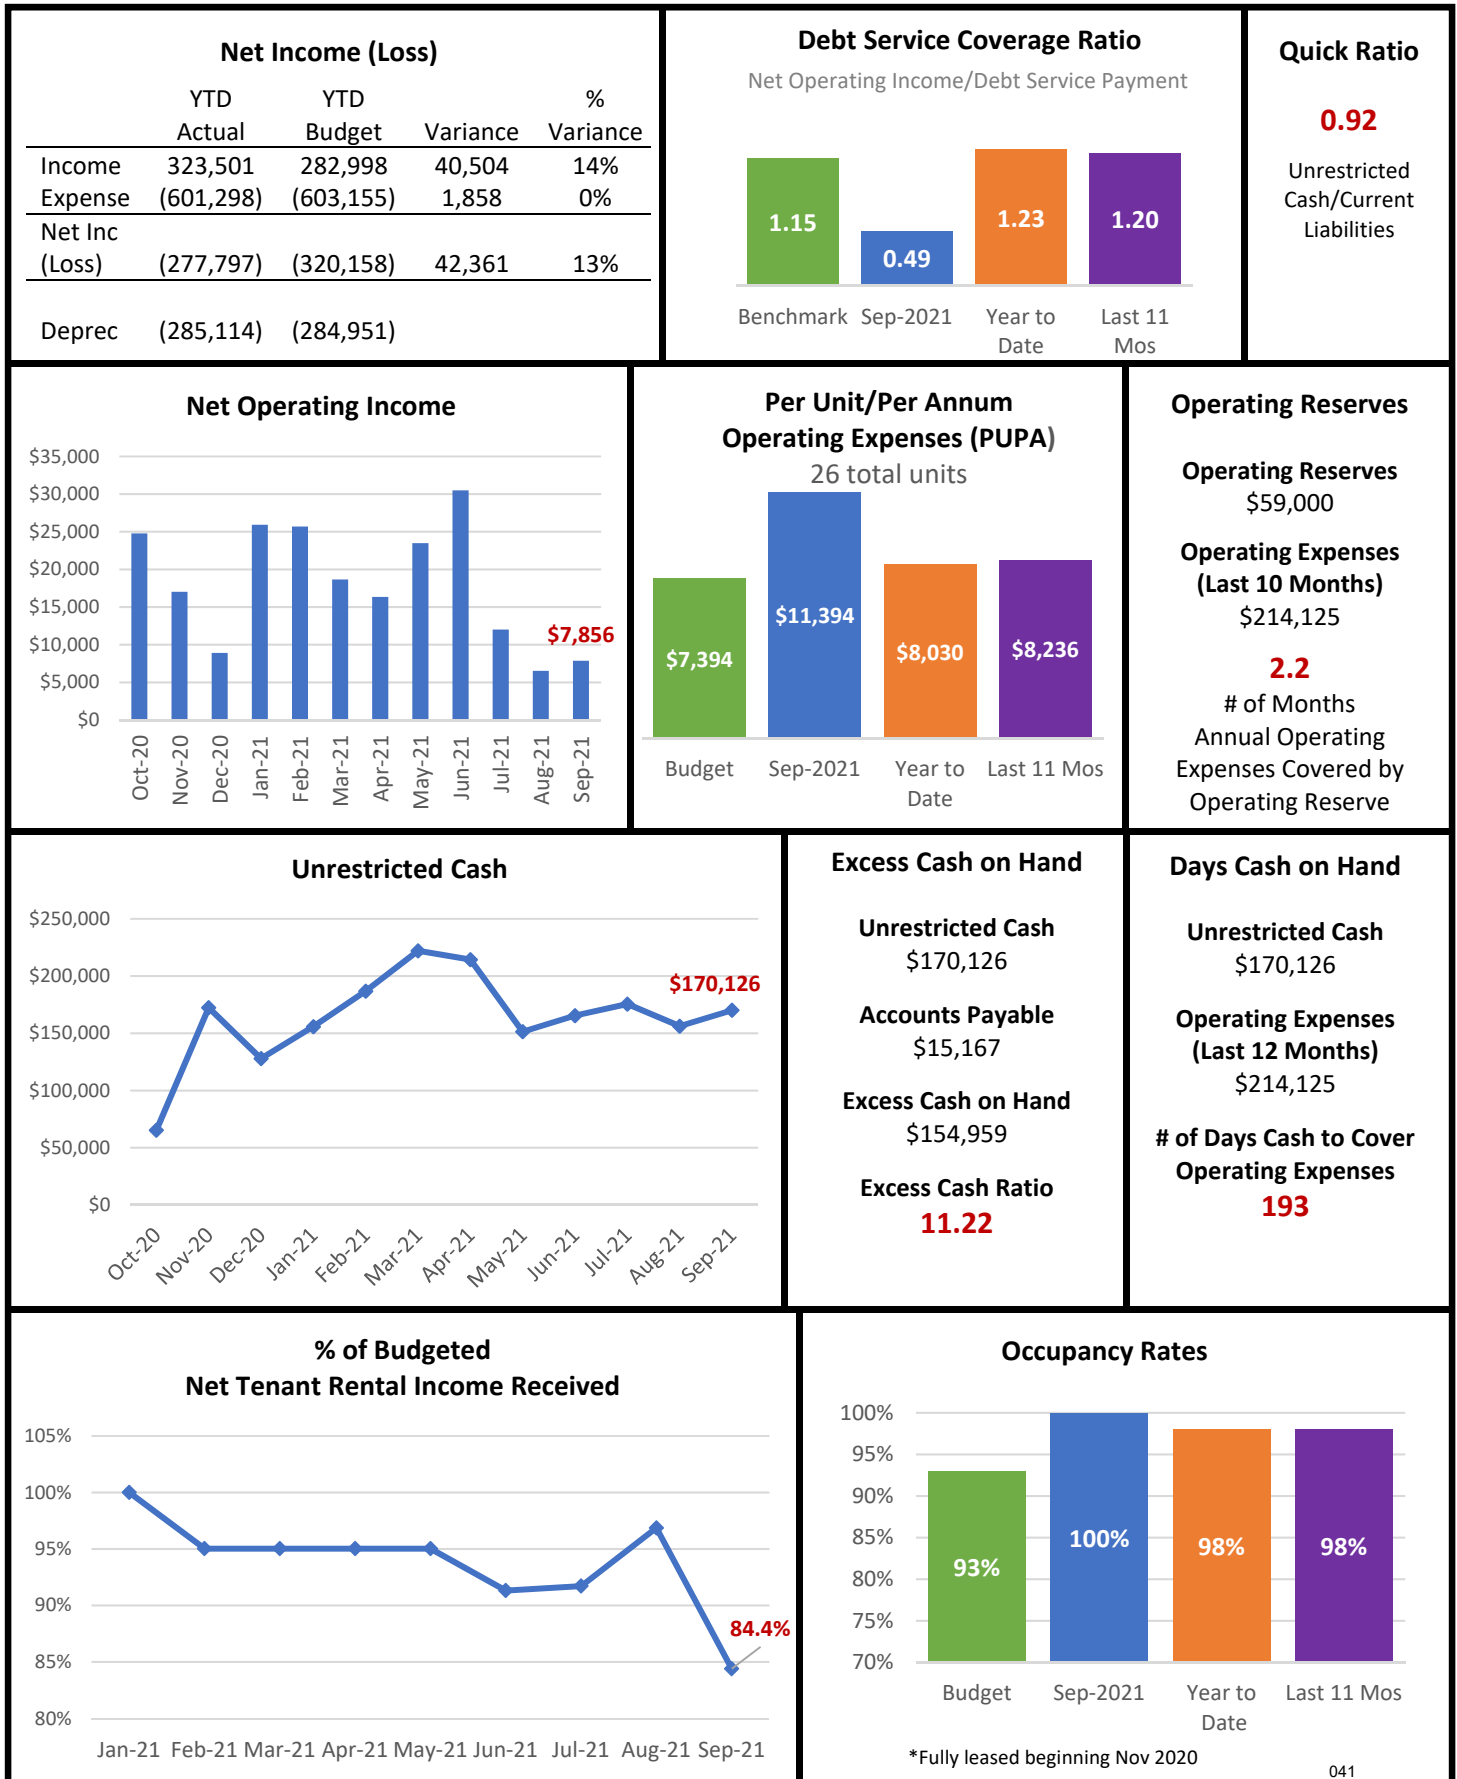 Net Income (Loss)
YTD YTD %
Actual Budget Variance Variance
Income 323,501 282,998 40,504 14%
Expense (601,298) (603,155) 1,858 0%
Net Inc
(Loss) (277,797) (320,158) 42,361 13%
Deprec (285,114) (284,951)
Debt Service Coverage Ratio
Net Operating Income/Debt Service Payment
1.15 0.49 1.23 1.20
Benchmark Sep-2021 Year to Last 11
Date Mos
Quick Ratio
0.92
Unrestricted
Cash/Current
Liabilities
Net Operating Income
$35,000
$30,000
$25,000
$20,000
$15,000
$10,000
$5,000
$0
$7,856
Oct-20 Nov-20 Dec-20 Jan-21 Feb-21 Mar-21 Apr-21 May-21 Jun-21 Jul-21 Aug-21 Sep-21
Per Unit/Per Annum
Operating Expenses (PUPA)
26 total units
$7,394 $11,394 $8,030 $8,236
Budget Sep-2021 Year to Last 11 Mos
Date
Operating Reserves
Operating Reserves
$59,000
Operating Expenses
(Last 10 Months)
$214,125
2.2
# of Months
Annual Operating
Expenses Covered by
Operating Reserve
Unrestricted Cash
$250,000
$200,000
$150,000
$100,000
$50,000
$0
$170,126
Oct-20 Nov-20 Dec-20 Jan-21 Feb-21 Mar-21 Apr-21 May-21 Jun-21 Jul-21 Aug-21 Sep-21
Excess Cash on Hand
Unrestricted Cash
$170,126
Accounts Payable
$15,167
Excess Cash on Hand
$154,959
Excess Cash Ratio
11.22
Days Cash on Hand
Unrestricted Cash
$170,126
Operating Expenses
(Last 12 Months)
$214,125
# of Days Cash to Cover
Operating Expenses
193
% of Budgeted
Net Tenant Rental Income Received
105%
100%
95%
90%
85%
80%
84.4%
Jan-21 Feb-21 Mar-21 Apr-21 May-21 Jun-21 Jul-21 Aug-21 Sep-21
Occupancy Rates
100%
95%
90%
85%
80%
75%
70%
93% 100% 98% 98%
Budget Sep-2021 Year to Last 11 Mos
Date
*Fully leased beginning Nov 2020
041